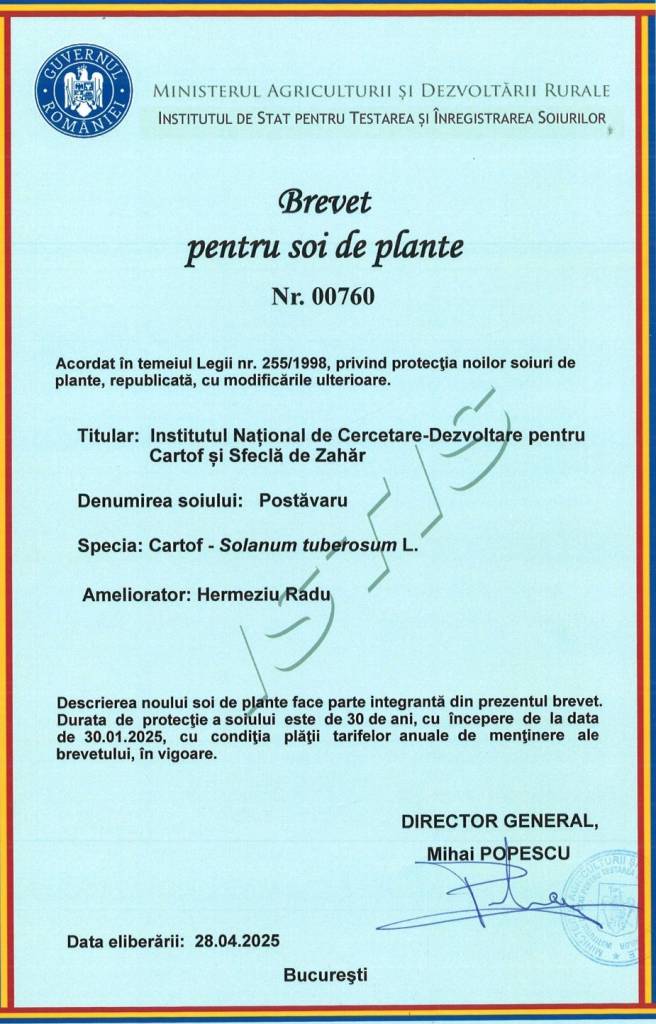 GUVERNUL ROMÂNIEI
MINISTERUL AGRICULTURII ȘI DEZVOLTĂRII RURALE
INSTITUTUL DE STAT PENTRU TESTAREA ȘI ÎNREGISTRAREA SOIURILOR
Brevet
pentru soi de plante
Nr. 00760
Acordat în temeiul Legii nr. 255/1998, privind protecţia noilor soiuri de
plante, republicată, cu modificările ulterioare.
Titular: Institutul Național de Cercetare-Dezvoltare pentru
Cartof și Sfeclă de Zahăr
Denumirea soiului: Postăvaru
Specia: Cartof - Solanum tuberosum L.
Ameliorator: Hermeziu Radu
ISTIS
Descrierea noului soi de plante face parte integrantă din prezentul brevet.
Durata de protecţie a soiului este de 30 de ani, cu începere de la data
de 30.01.2025, cu condiţia plăţii tarifelor anuale de menţinere ale
brevetului, în vigoare.
DIRECTOR GENERAL,
Mihai POPESCU
Data eliberării: 28.04.2025
Bucureşti